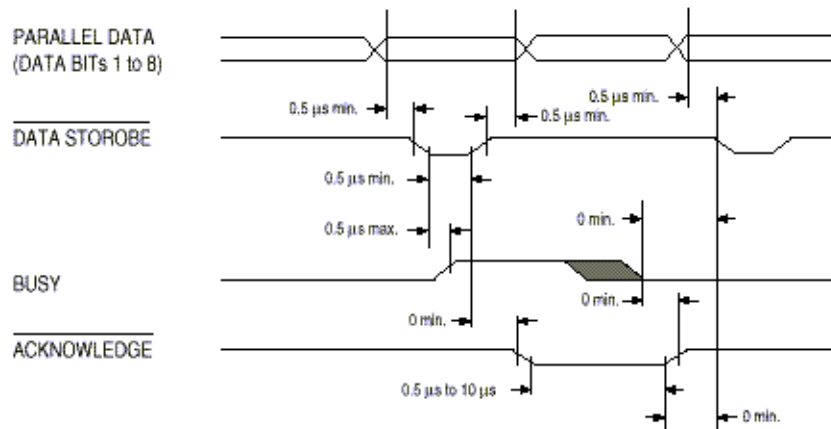 PARALLEL DATA
(DATA BITs 1 to 8)
0.5 µs min.
0.5 µs min.
0.5 µs min.
DATA STOROBE
0.5 µs min.
0.5 µs max.
0 min.
BUSY
0 min.
0 min.
ACKNOWLEDGE
0.5 µs to 10 µs
0 min.